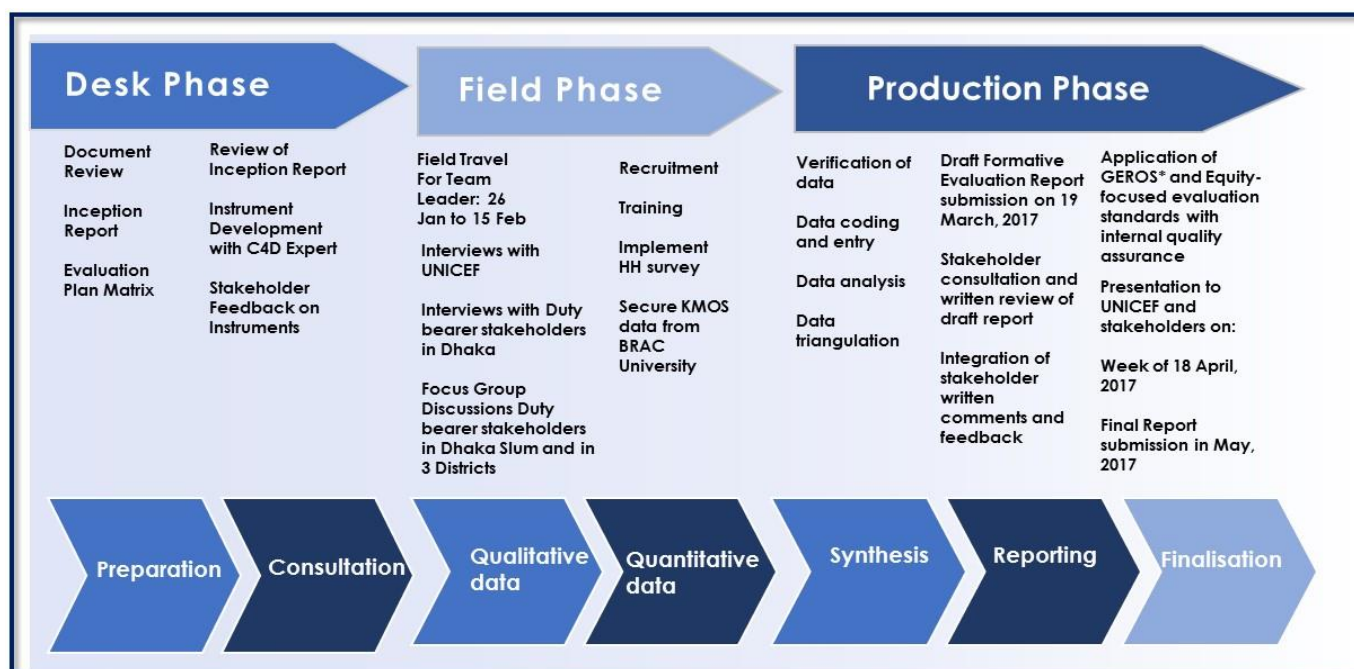 Desk Phase
Field Phase
Production Phase
Document
Review
Inception
Report
Evaluation
Plan Matrix
Review of
Inception Report
Instrument
Development
with C4D Expert
Stakeholder
Feedback on
Instruments
Field Travel
For Team
Leader: 26
Jan to 15 Feb
Interviews with
UNICEF
Interviews with Duty
bearer stakeholders
in Dhaka
Focus Group
Discussions Duty
bearer stakeholders
in Dhaka Slum and in
3 Districts
Recruitment
Training
Implement
HH survey
Secure KMOS
data from
BRAC
University
Verification of
data
Data coding
and entry
Data analysis
Data
triangulation
Draft Formative
Evaluation Report
submission on 19
March, 2017
Stakeholder
consultation and
written review of
draft report
Integration of
stakeholder
written
comments and
feedback
Application of
GEROS* and Equity-
focused evaluation
standards with
internal quality
assurance
Presentation to
UNICEF and
stakeholders on:
Week of 18 April,
2017
Final Report
submission in May,
2017
Preparation
Consultation
Qualitative
data
Quantitative
data
Synthesis
Reporting
Finalisation